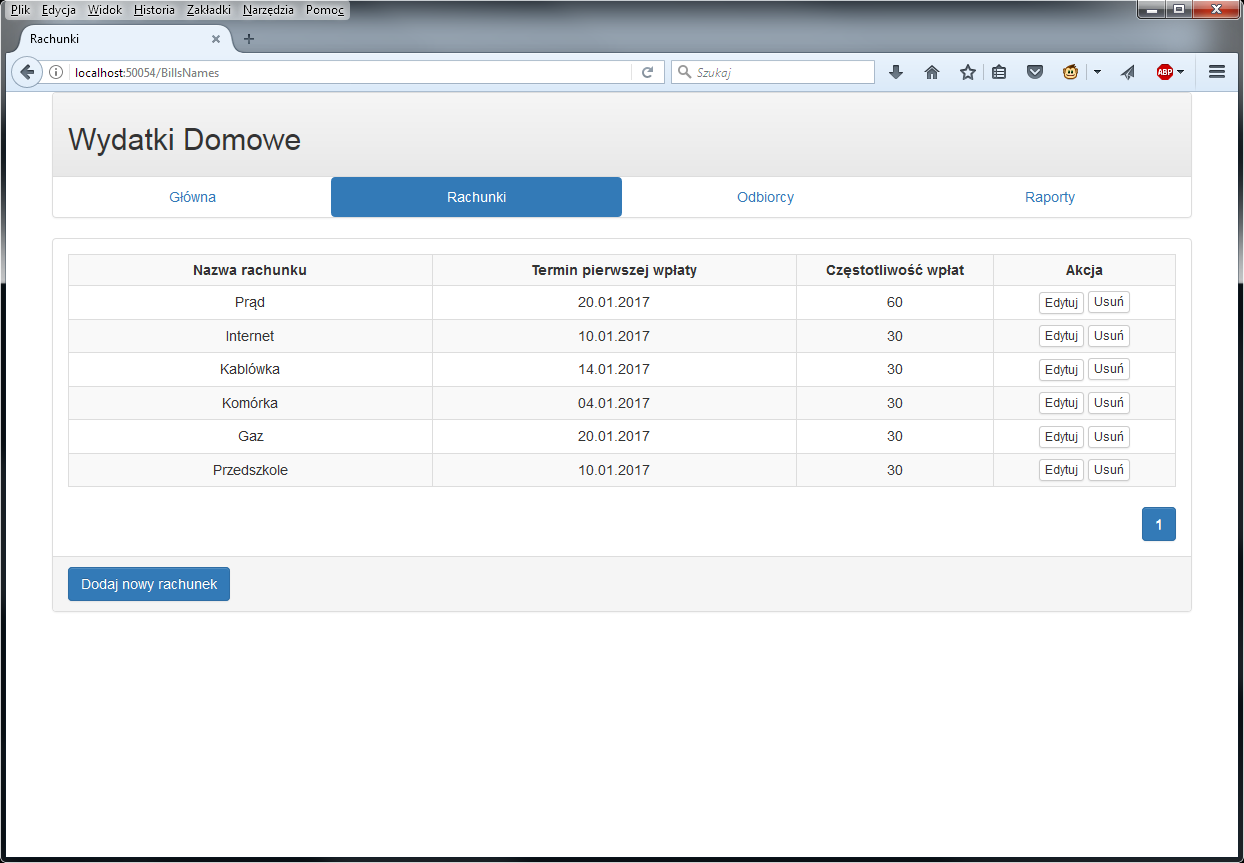 Plik Edycja Widok Historia Zakładki Narzędzia Pomoc
Rachunki
localhost:50054/BillsNames
Szukaj
ABP
Wydatki Domowe
Główna Rachunki Odbiorcy Raporty
Nazwa rachunku Termin pierwszej wpłaty Częstotliwość wpłat Akcja
Prąd 20.01.2017 60 Edytuj Usuń
Internet 10.01.2017 30 Edytuj Usuń
Kablówka 14.01.2017 30 Edytuj Usuń
Komórka 04.01.2017 30 Edytuj Usuń
Gaz 20.01.2017 30 Edytuj Usuń
Przedszkole 10.01.2017 30 Edytuj Usuń
1
Dodaj nowy rachunek